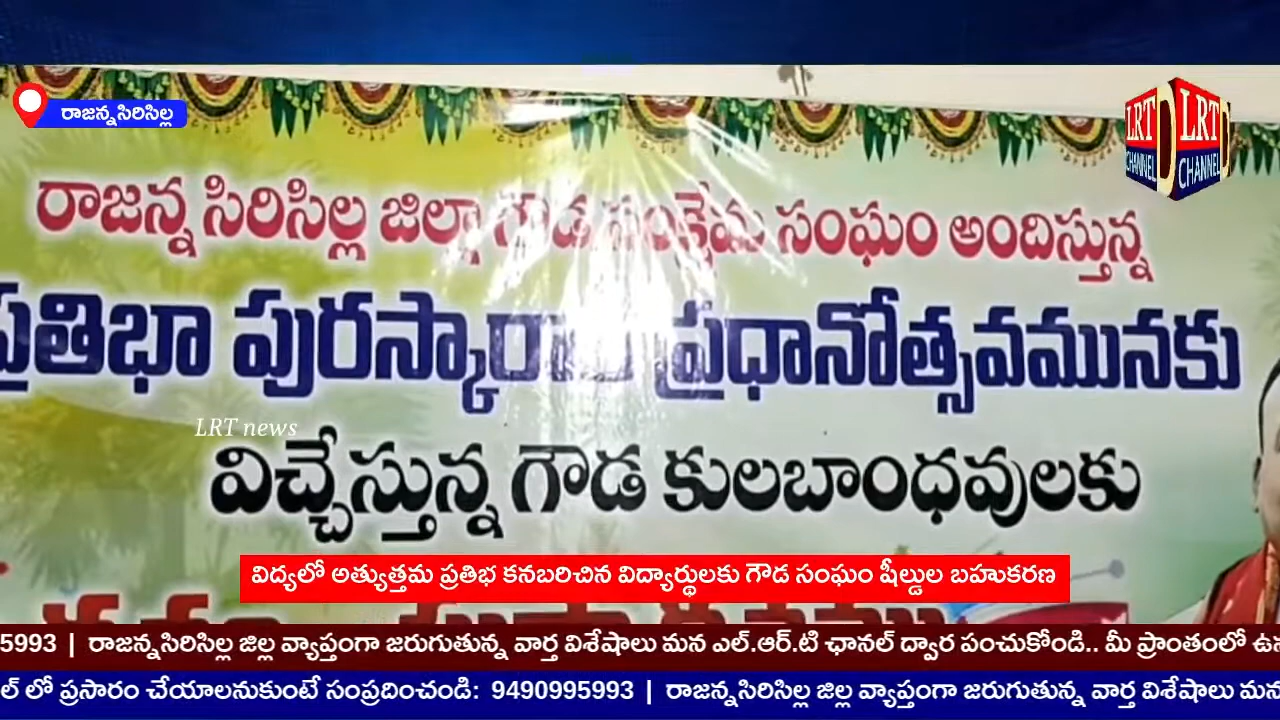 రాజన్నసిరిసిల్ల
LRT LRT
CHANNEL CHANNEL
రాజన్న సిరిసిల్ల జిల్లా గౌడ సంక్షేమ సంఘం అందిస్తున్న
ప్రతిభా పురస్కారాల ప్రధానోత్సవమునకు
LRT news
విచ్చేస్తున్న గౌడ కులబాంధవులకు
విద్యలో అత్యుత్తమ ప్రతిభ కనబరిచిన విద్యార్థులకు గౌడ సంఘం షీల్డుల బహుకరణ
5993 | రాజన్నసిరిసిల్ల జిల్ల వ్యాప్తంగా జరుగుతున్న వార్త విశేషాలు మన ఎల్.ఆర్.టి ఛానల్ ద్వార పంచుకోండి.. మీ ప్రాంతంలో
ల్ లో ప్రసారం చేయాలనుకుంటే సంప్రదించండి: 9490995993 | రాజన్నసిరిసిల్ల జిల్ల వ్యాప్తంగా జరుగుతున్న వార్త విశేషాలు మన